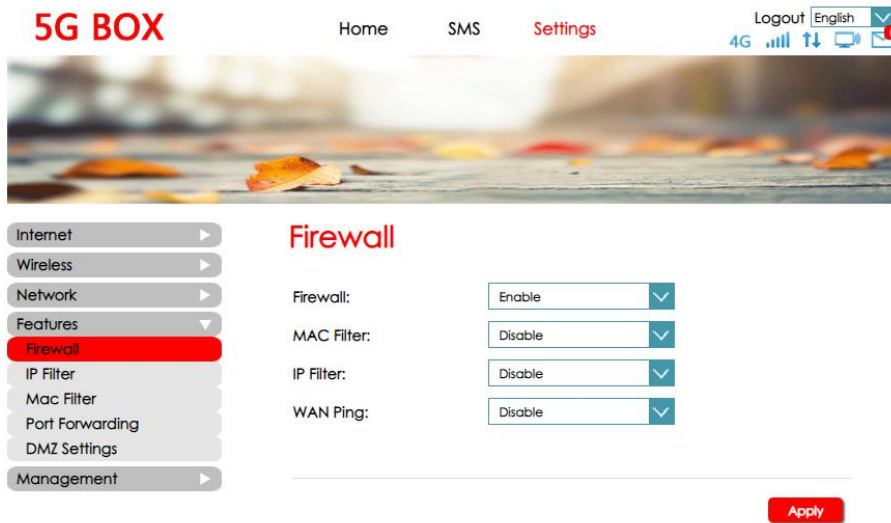 5G BOX
Home SMS Settings
Logout English
4G
Internet
Wireless
Network
Features
Firewall
IP Filter
Mac Filter
Port Forwarding
DMZ Settings
Management
Firewall
Firewall: Enable
MAC Filter: Disable
IP Filter: Disable
WAN Ping: Disable
Apply